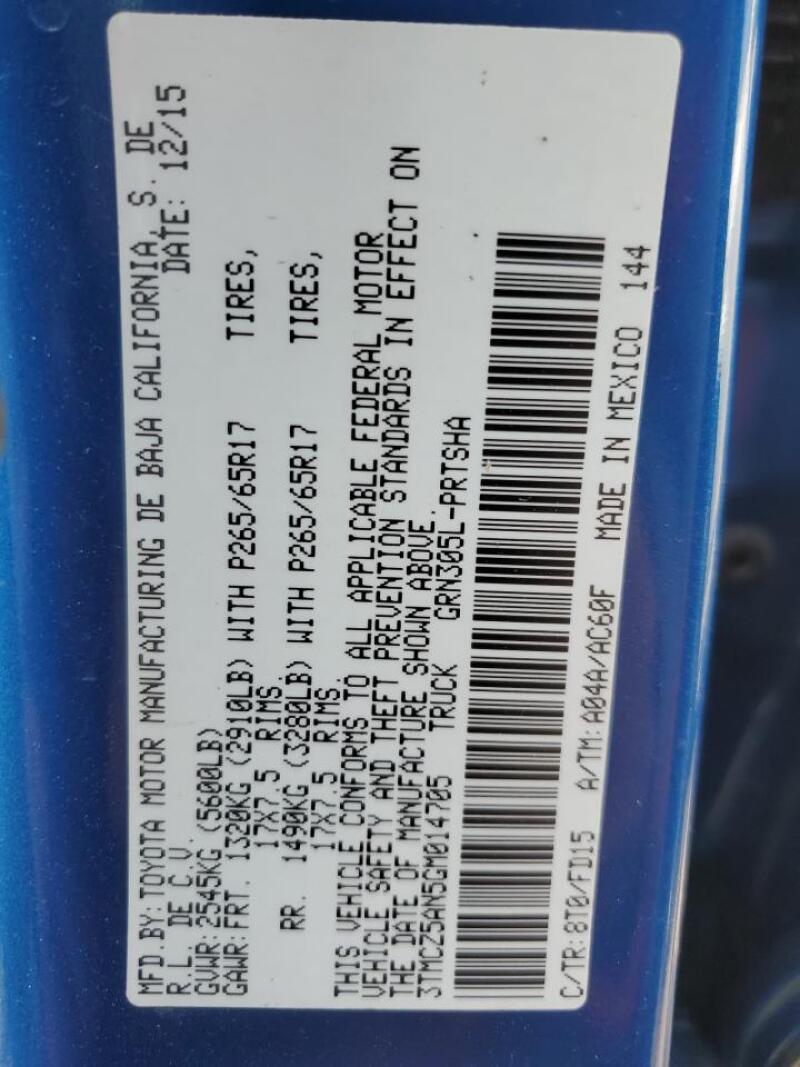 MFD.BY:TOYOTA MOTOR MANUFACTURING DE BAJA CALIFORNIA, S. DE
R.L. DE C.V. DATE: 12/15
GVWR:2545KG (5600LB)
GAWR:FRT. 1320KG (2910LB) WITH P265/65R17 TIRES,
17X7.5 RIMS.
RR. 1490KG (3280LB) WITH P265/65R17 TIRES,
17X7.5 RIMS.
THIS VEHICLE CONFORMS TO ALL APPLICABLE FEDERAL MOTOR
VEHICLE SAFETY AND THEFT PREVENTION STANDARDS IN EFFECT ON
THE DATE OF MANUFACTURE SHOWN ABOVE.
3TMCZ5AN5GM014705 TRUCK GRN305L-PRTSHA
C/TR:8T0/FD15 A/TM:A04A/AC60F MADE IN MEXICO 144